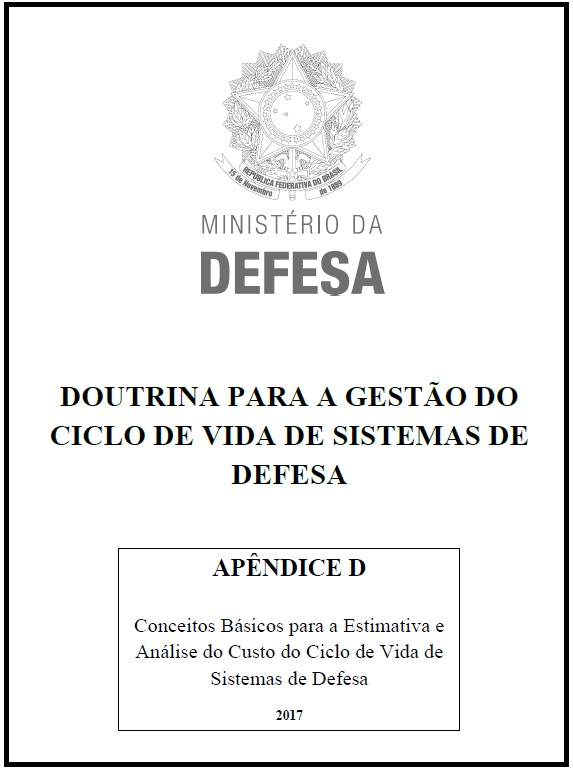 REPÚBLICA FEDERATIVA DO BRASIL
15 de Novembro de 1889
MINISTÉRIO DA
DEFESA
DOUTRINA PARA A GESTÃO DO
CICLO DE VIDA DE SISTEMAS DE
DEFESA
APÊNDICE D
Conceitos Básicos para a Estimativa e
Análise do Custo do Ciclo de Vida de
Sistemas de Defesa
2017